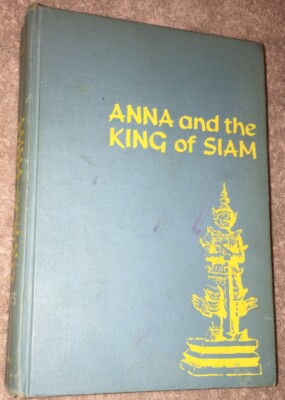 ANNA and the
KING of SIAM